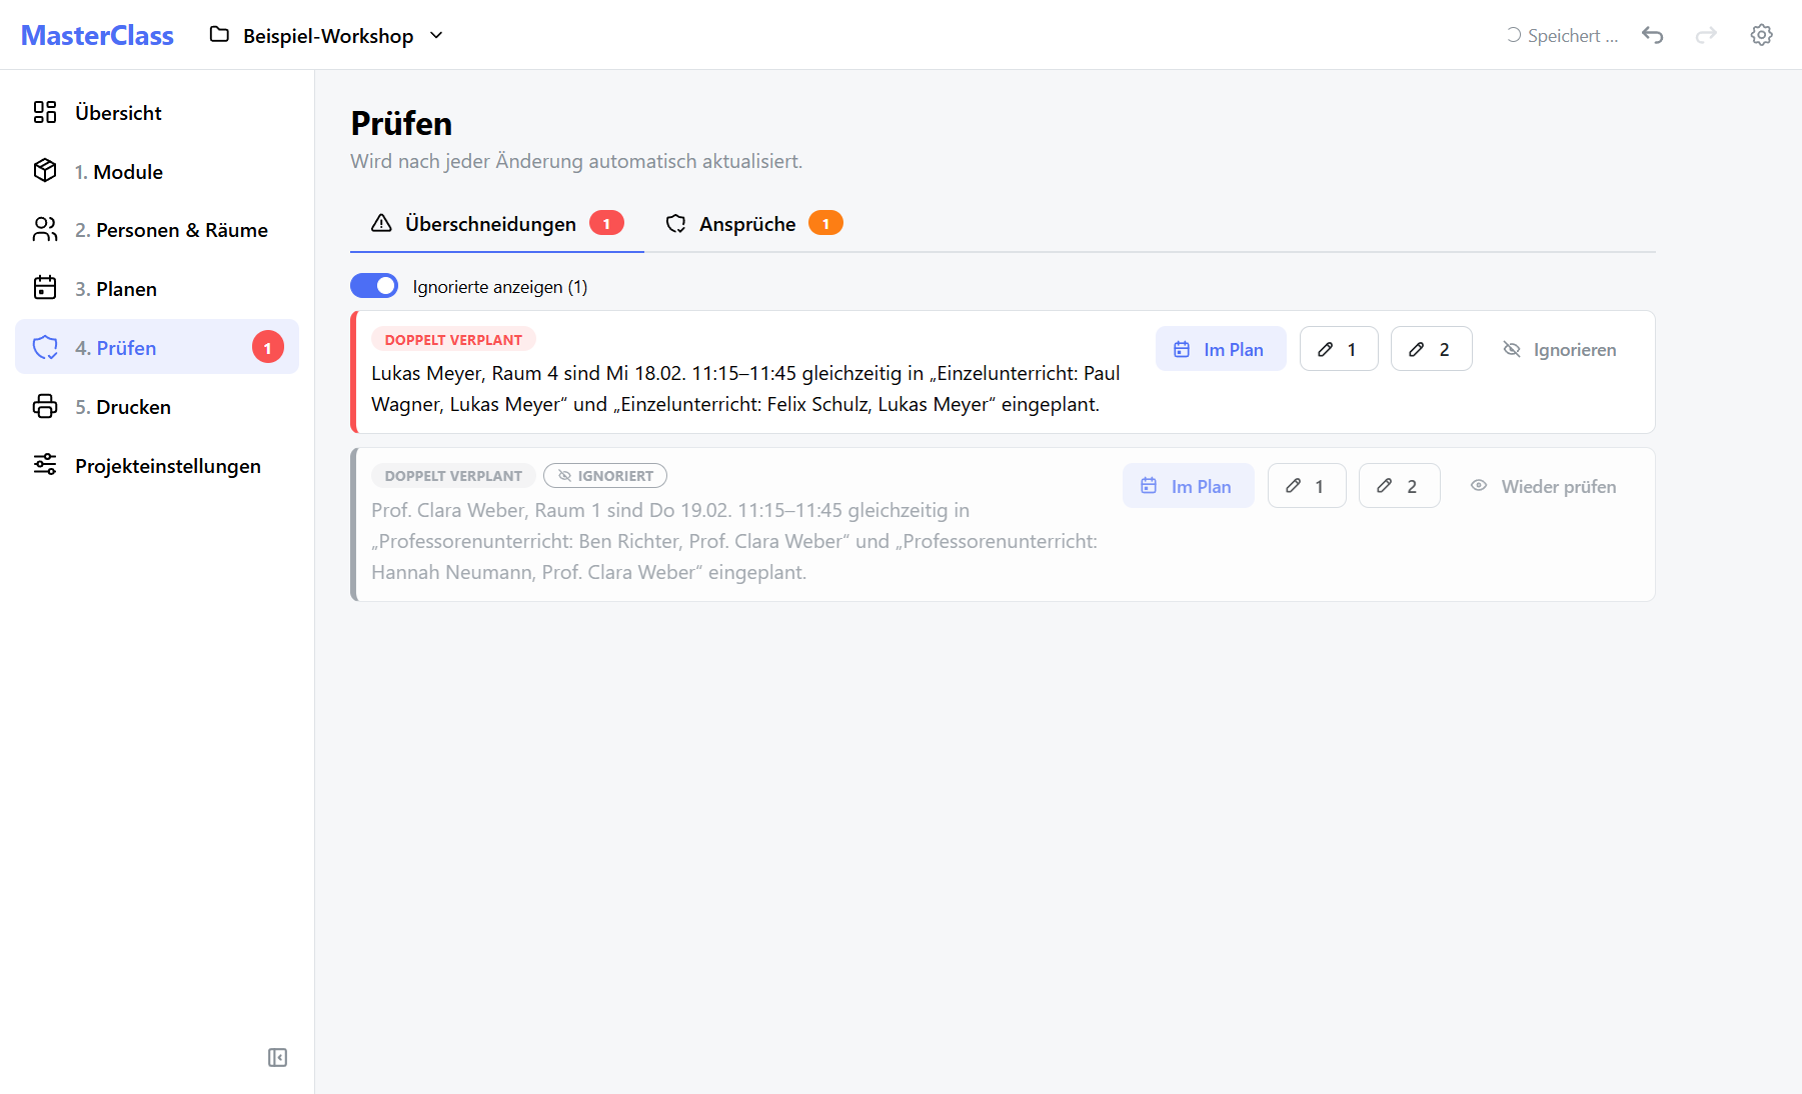 MasterClass
Beispiel-Workshop
Speichert ...
Übersicht
1. Module
2. Personen & Räume
3. Planen
4. Prüfen
1
5. Drucken
Projekteinstellungen
Prüfen
Wird nach jeder Änderung automatisch aktualisiert.
Überschneidungen 1
Ansprüche 1
Ignorierte anzeigen (1)
DOPPELT VERPLANT
Lukas Meyer, Raum 4 sind Mi 18.02. 11:15–11:45 gleichzeitig in „Einzelunterricht: Paul
Wagner, Lukas Meyer“ und „Einzelunterricht: Felix Schulz, Lukas Meyer“ eingeplant.
Im Plan
1
2
Ignorieren
DOPPELT VERPLANT
IGNORIERT
Prof. Clara Weber, Raum 1 sind Do 19.02. 11:15–11:45 gleichzeitig in
„Professorenunterricht: Ben Richter, Prof. Clara Weber“ und „Professorenunterricht:
Hannah Neumann, Prof. Clara Weber“ eingeplant.
Im Plan
1
2
Wieder prüfen